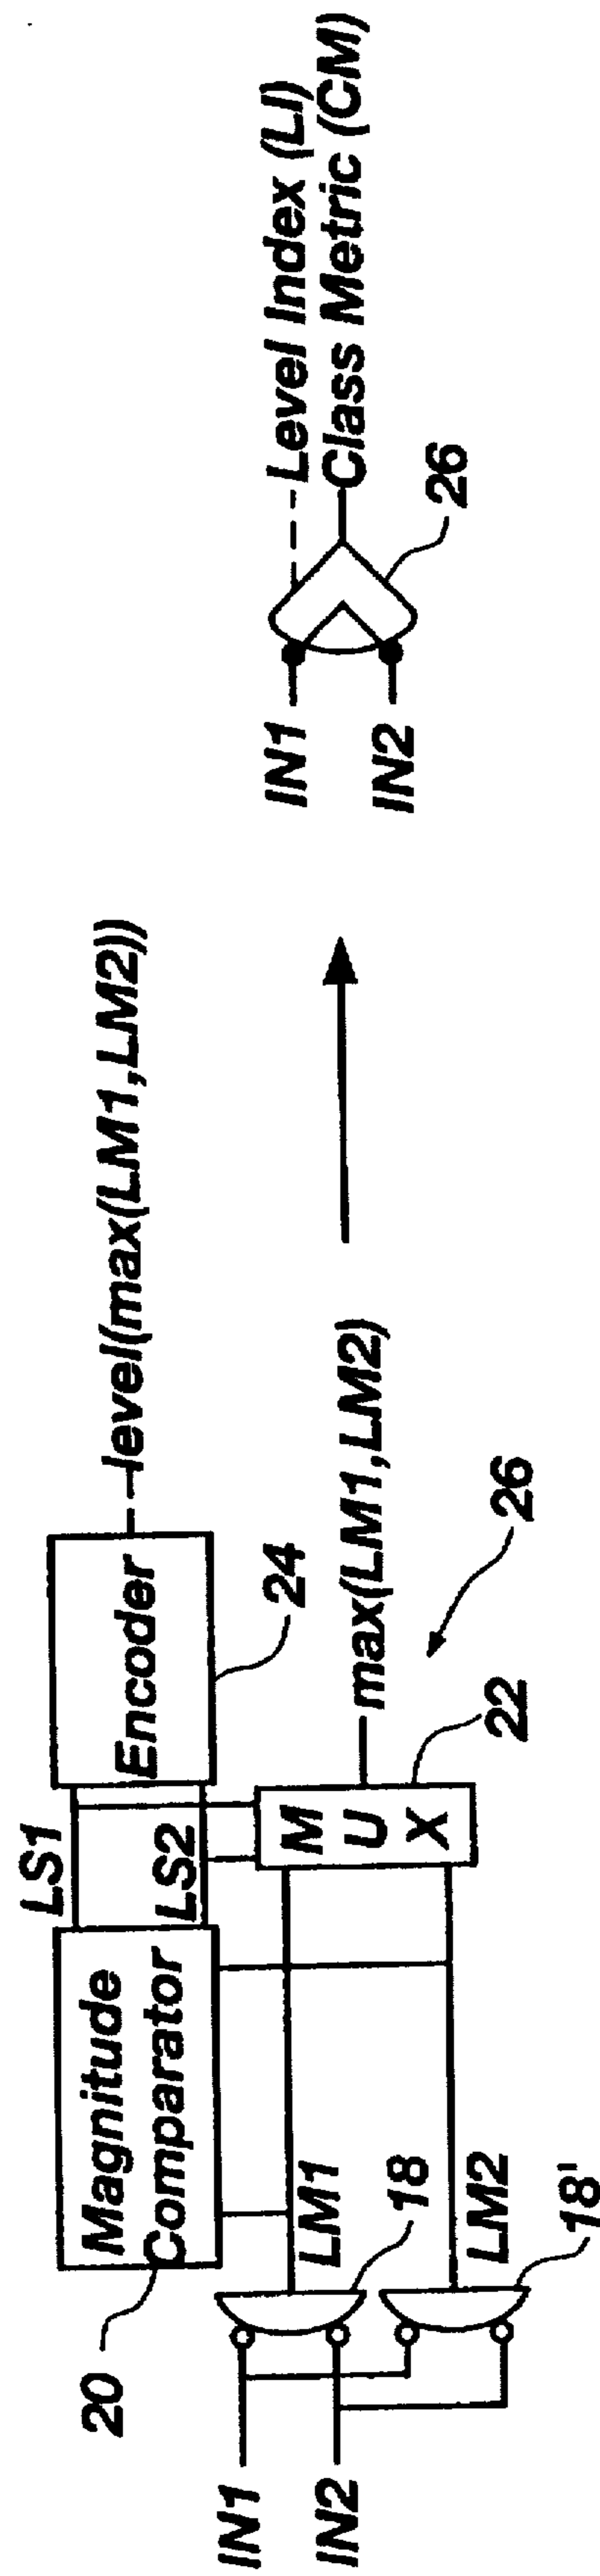 LS1
LS2
Magnitude
Comparator
Encoder
level(max(LM1,LM2))
20
24
M
U
X
max(LM1,LM2)
26
22
LM1
18
LM2
18'
IN1
IN2
Level Index (LI)
Class Metric (CM)
IN1
IN2
26